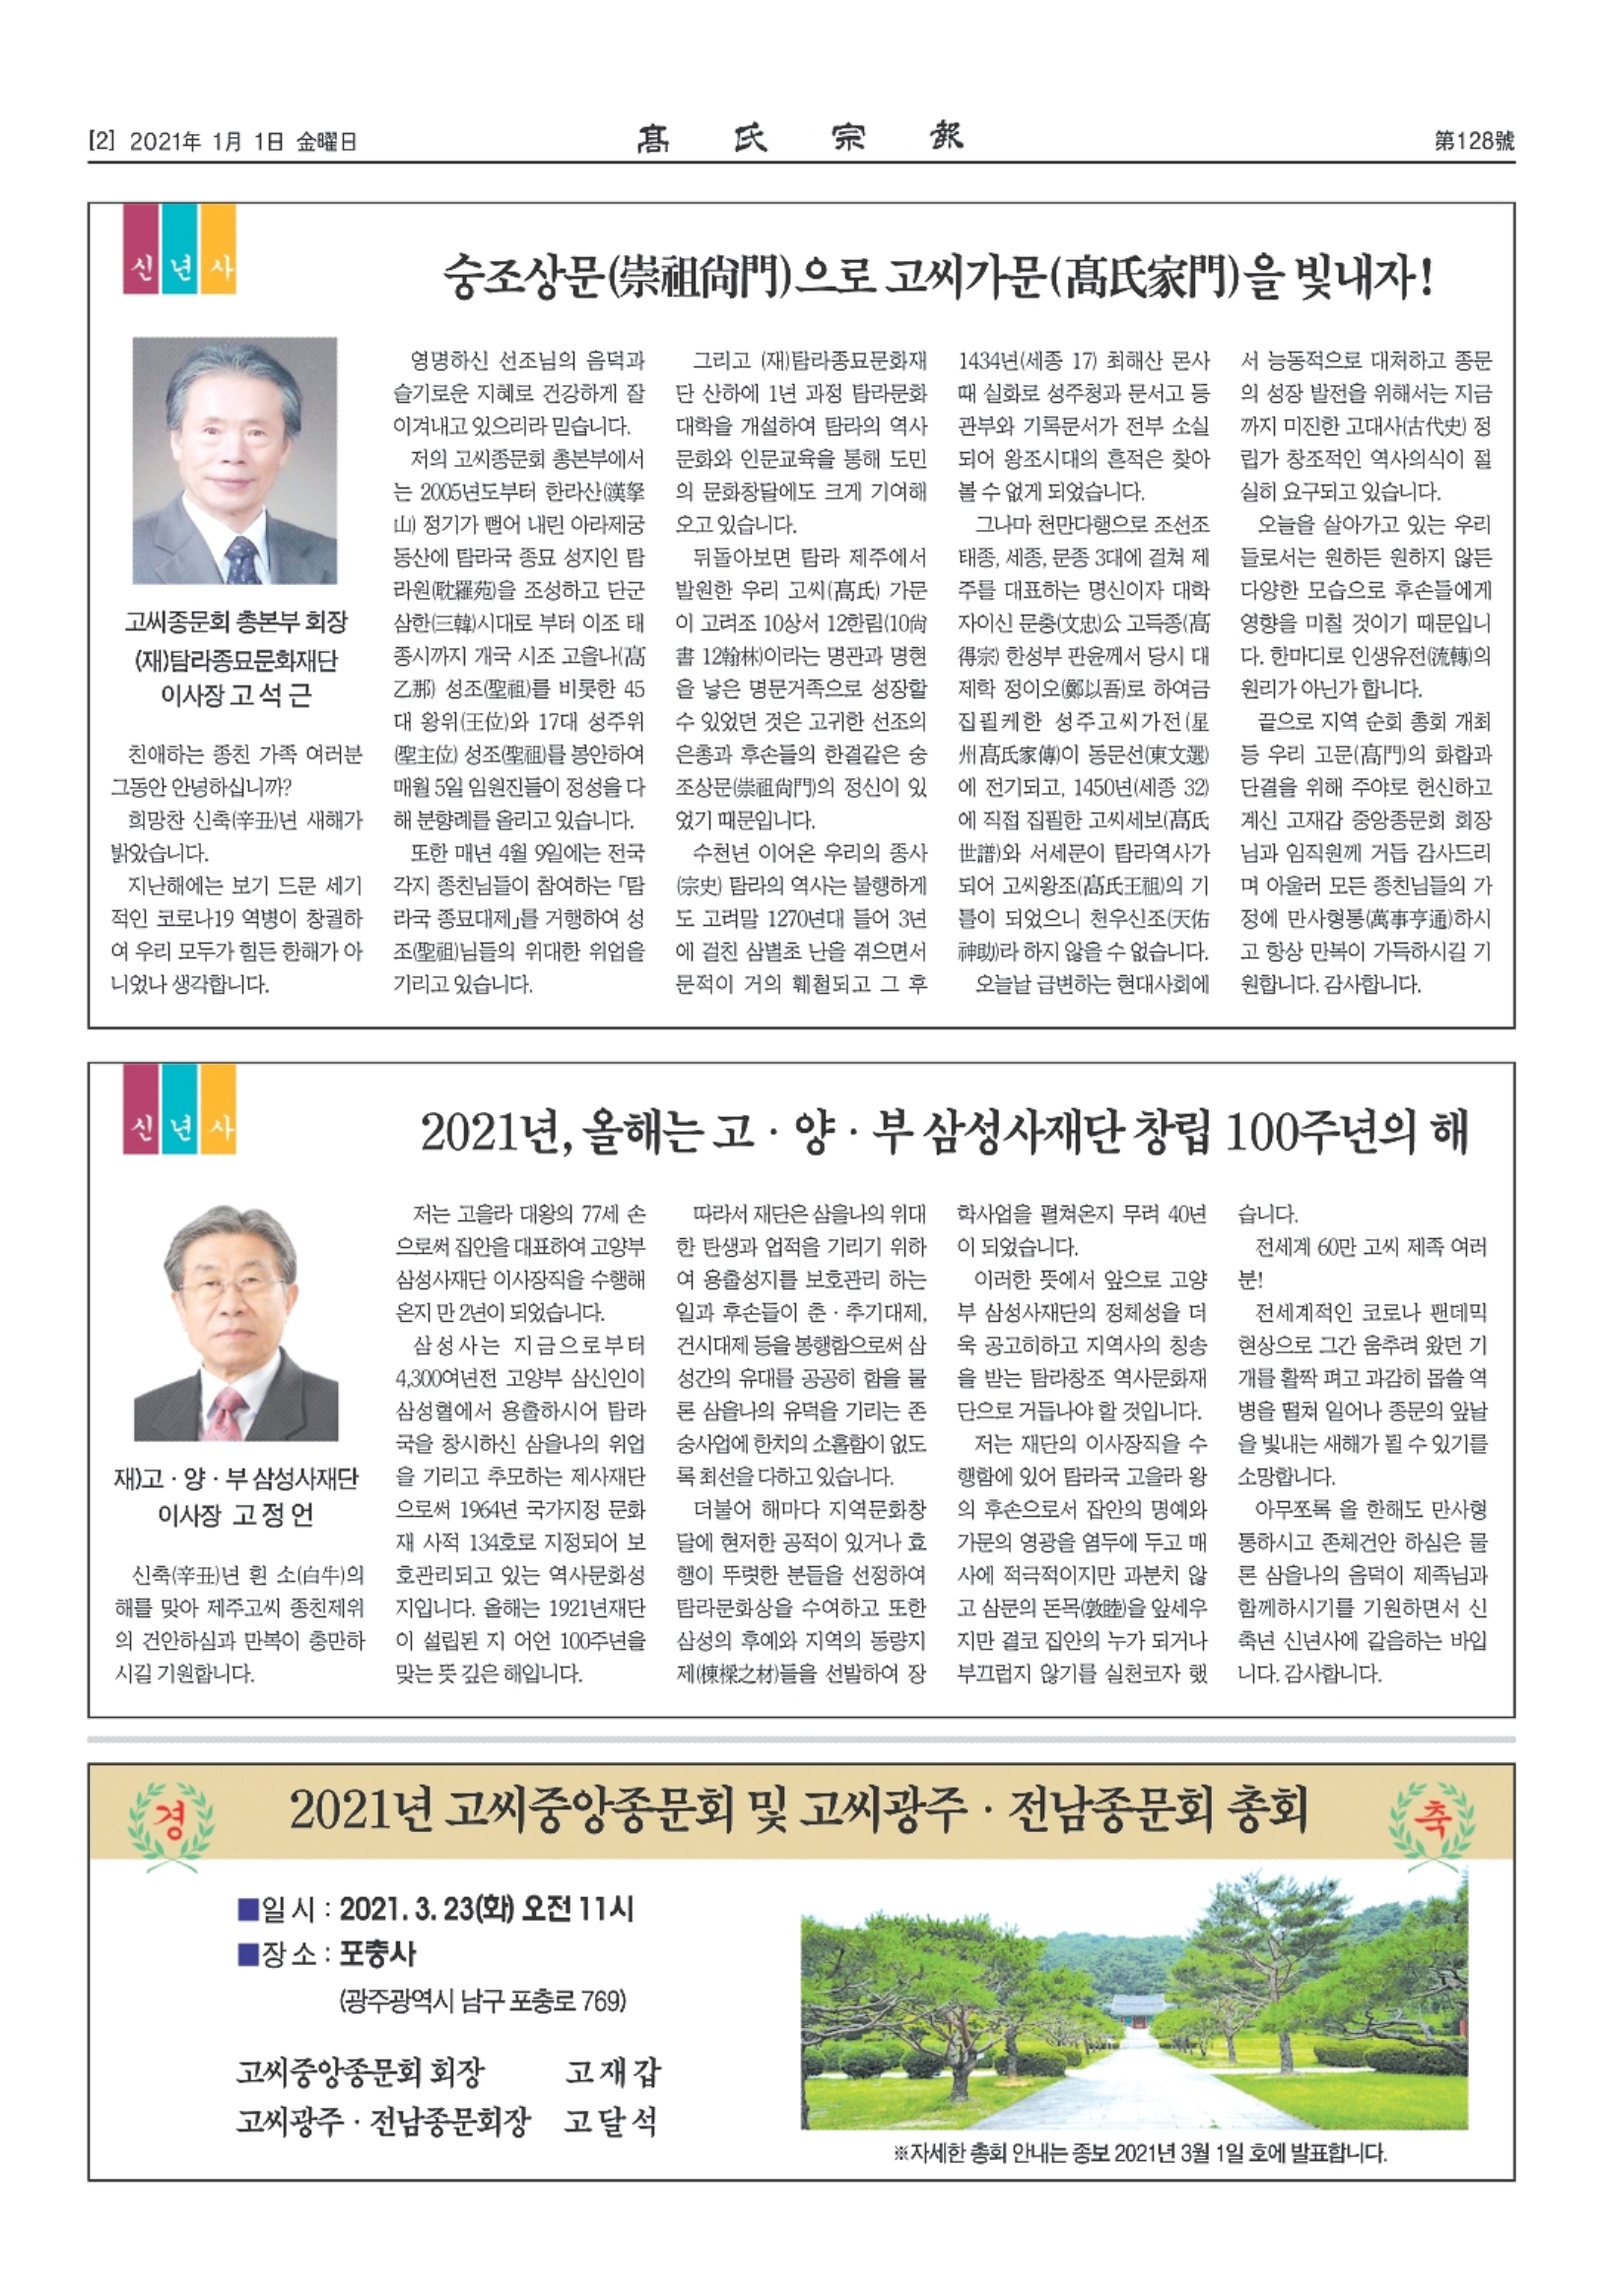 [2] 2021年 1月 1日 金曜日
高氏宗報
第128號
신년사
숭조상문(崇祖尙門)으로 고씨가문(髙氏家門)을 빛내자!
고씨종문회 총본부 회장
(재)탐라종묘문화재단
이사장 고 석 근
친애하는 종친 가족 여러분
그동안 안녕하십니까?
희망찬 신축(辛丑)년 새해가
밝았습니다.
지난해에는 보기 드문 세기
적인 코로나19 역병이 창궐하
여 우리 모두가 힘든 한해가 아
니었나 생각합니다.
영명하신 선조님의 음덕과
슬기로운 지혜로 건강하게 잘
이겨내고 있으리라 믿습니다.
저의 고씨종문회 총본부에서
는 2005년도부터 한라산(漢拏
山) 정기가 뻗어 내린 아라제궁
동산에 탐라국 종묘 성지인 탐
라원(耽羅苑)을 조성하고 단군
삼한(三韓)시대로 부터 이조 태
종시까지 개국 시조 고을나(髙
乙那) 성조(聖祖)를 비롯한 45
대 왕위(王位)와 17대 성주위
(聖主位) 성조(聖祖)를 봉안하여
매월 5일 임원진들이 정성을 다
해 분향례를 올리고 있습니다.
또한 매년 4월 9일에는 전국
각지 종친님들이 참여하는 「탐
라국 종묘대제」를 거행하여 성
조(聖祖)님들의 위대한 위업을
기리고 있습니다.
그리고 (재)탐라종묘문화재
단 산하에 1년 과정 탐라문화
대학을 개설하여 탐라의 역사
문화와 인문교육을 통해 도민
의 문화창달에도 크게 기여해
오고 있습니다.
뒤돌아보면 탐라 제주에서
발원한 우리 고씨(髙氏) 가문
이 고려조 10상서 12한림(10尙
書 12翰林)이라는 명관과 명현
을 낳은 명문거족으로 성장할
수 있었던 것은 고귀한 선조의
은총과 후손들의 한결같은 숭
조상문(崇祖尙門)의 정신이 있
었기 때문입니다.
수천년 이어온 우리의 종사
(宗史) 탐라의 역사는 불행하게
도 고려말 1270년대 들어 3년
에 걸친 삼별초 난을 겪으면서
문적이 거의 훼철되고 그 후
1434년(세종 17) 최해산 몬사
때 실화로 성주청과 문서고 등
관부와 기록문서가 전부 소실
되어 왕조시대의 흔적은 찾아
볼 수 없게 되었습니다.
그나마 천만다행으로 조선조
태종, 세종, 문종 3대에 걸쳐 제
주를 대표하는 명신이자 대학
자이신 문충(文忠)公 고득종(髙
得宗) 한성부 판윤께서 당시 대
제학 정이오(鄭以吾)로 하여금
집필케한 성주고씨가전(星
州髙氏家傳)이 동문선(東文選)
에 전기되고, 1450년(세종 32)
에 직접 집필한 고씨세보(髙氏
世譜)와 서세문이 탐라역사가
되어 고씨왕조(髙氏王祖)의 기
틀이 되었으니 천우신조(天佑
神助)라 하지 않을 수 없습니다.
오늘날 급변하는 현대사회에
서 능동적으로 대처하고 종문
의 성장 발전을 위해서는 지금
까지 미진한 고대사(古代史) 정
립가 창조적인 역사의식이 절
실히 요구되고 있습니다.
오늘을 살아가고 있는 우리
들로서는 원하든 원하지 않든
다양한 모습으로 후손들에게
영향을 미칠 것이기 때문입니
다. 한마디로 인생유전(流轉)의
원리가 아닌가 합니다.
끝으로 지역 순회 총회 개최
등 우리 고문(髙門)의 화합과
단결을 위해 주야로 헌신하고
계신 고재갑 중앙종문회 회장
님과 임직원께 거듭 감사드리
며 아울러 모든 종친님들의 가
정에 만사형통(萬事亨通)하시
고 항상 만복이 가득하시길 기
원합니다. 감사합니다.
신년사
2021년, 올해는 고 · 양 · 부 삼성사재단 창립 100주년의 해
재)고 · 양 · 부 삼성사재단
이사장 고 정 언
신축(辛丑)년 흰 소(白牛)의
해를 맞아 제주고씨 종친제위
의 건안하심과 만복이 충만하
시길 기원합니다.
저는 고을라 대왕의 77세 손
으로써 집안을 대표하여 고양부
삼성사재단 이사장직을 수행해
온지 만 2년이 되었습니다.
삼성사는 지금으로부터
4,300여년전 고양부 삼신인이
삼성혈에서 용출하시어 탐라
국을 창시하신 삼을나의 위업
을 기리고 추모하는 제사재단
으로써 1964년 국가지정 문화
재 사적 134호로 지정되어 보
호관리되고 있는 역사문화성
지입니다. 올해는 1921년재단
이 설립된 지 어언 100주년을
맞는 뜻 깊은 해입니다.
따라서 재단은 삼을나의 위대
한 탄생과 업적을 기리기 위하
여 용출성지를 보호관리 하는
일과 후손들이 춘 · 추기대제,
건시대제 등을 봉행함으로써 삼
성간의 유대를 공공히 함을 물
론 삼을나의 유덕을 기리는 존
숭사업에 한치의 소홀함이 없도
록 최선을 다하고 있습니다.
더불어 해마다 지역문화창
달에 현저한 공적이 있거나 효
행이 뚜렷한 분들을 선정하여
탐라문화상을 수여하고 또한
삼성의 후예와 지역의 동량지
제(棟樑之材)들을 선발하여 장
학사업을 펼쳐온지 무려 40년
이 되었습니다.
이러한 뜻에서 앞으로 고양
부 삼성사재단의 정체성을 더
욱 공고히하고 지역사의 칭송
을 받는 탐라창조 역사문화재
단으로 거듭나야 할 것입니다.
저는 재단의 이사장직을 수
행함에 있어 탐라국 고을라 왕
의 후손으로서 잡안의 명예와
가문의 영광을 염두에 두고 매
사에 적극적이지만 과분치 않
고 삼문의 돈목(敦睦)을 앞세우
지만 결코 집안의 누가 되거나
부끄럽지 않기를 실천코자 했
습니다.
전세계 60만 고씨 제족 여러
분!
전세계적인 코로나 팬데믹
현상으로 그간 움추려 왔던 기
개를 활짝 펴고 과감히 몹쓸 역
병을 떨쳐 일어나 종문의 앞날
을 빛내는 새해가 될 수 있기를
소망합니다.
아무쪼록 올 한해도 만사형
통하시고 존체건안 하심은 물
론 삼을나의 음덕이 제족님과
함께하시기를 기원하면서 신
축년 신년사에 갈음하는 바입
니다. 감사합니다.
경
2021년 고씨중앙종문회 및 고씨광주 · 전남종문회 총회
축
■일 시 : 2021. 3. 23(화) 오전 11시
■장 소 : 포충사
(광주광역시 남구 포충로 769)
고씨중앙종문회 회장 고 재 갑
고씨광주 · 전남종문회장 고 달 석
※자세한 총회 안내는 종보 2021년 3월 1일 호에 발표합니다.